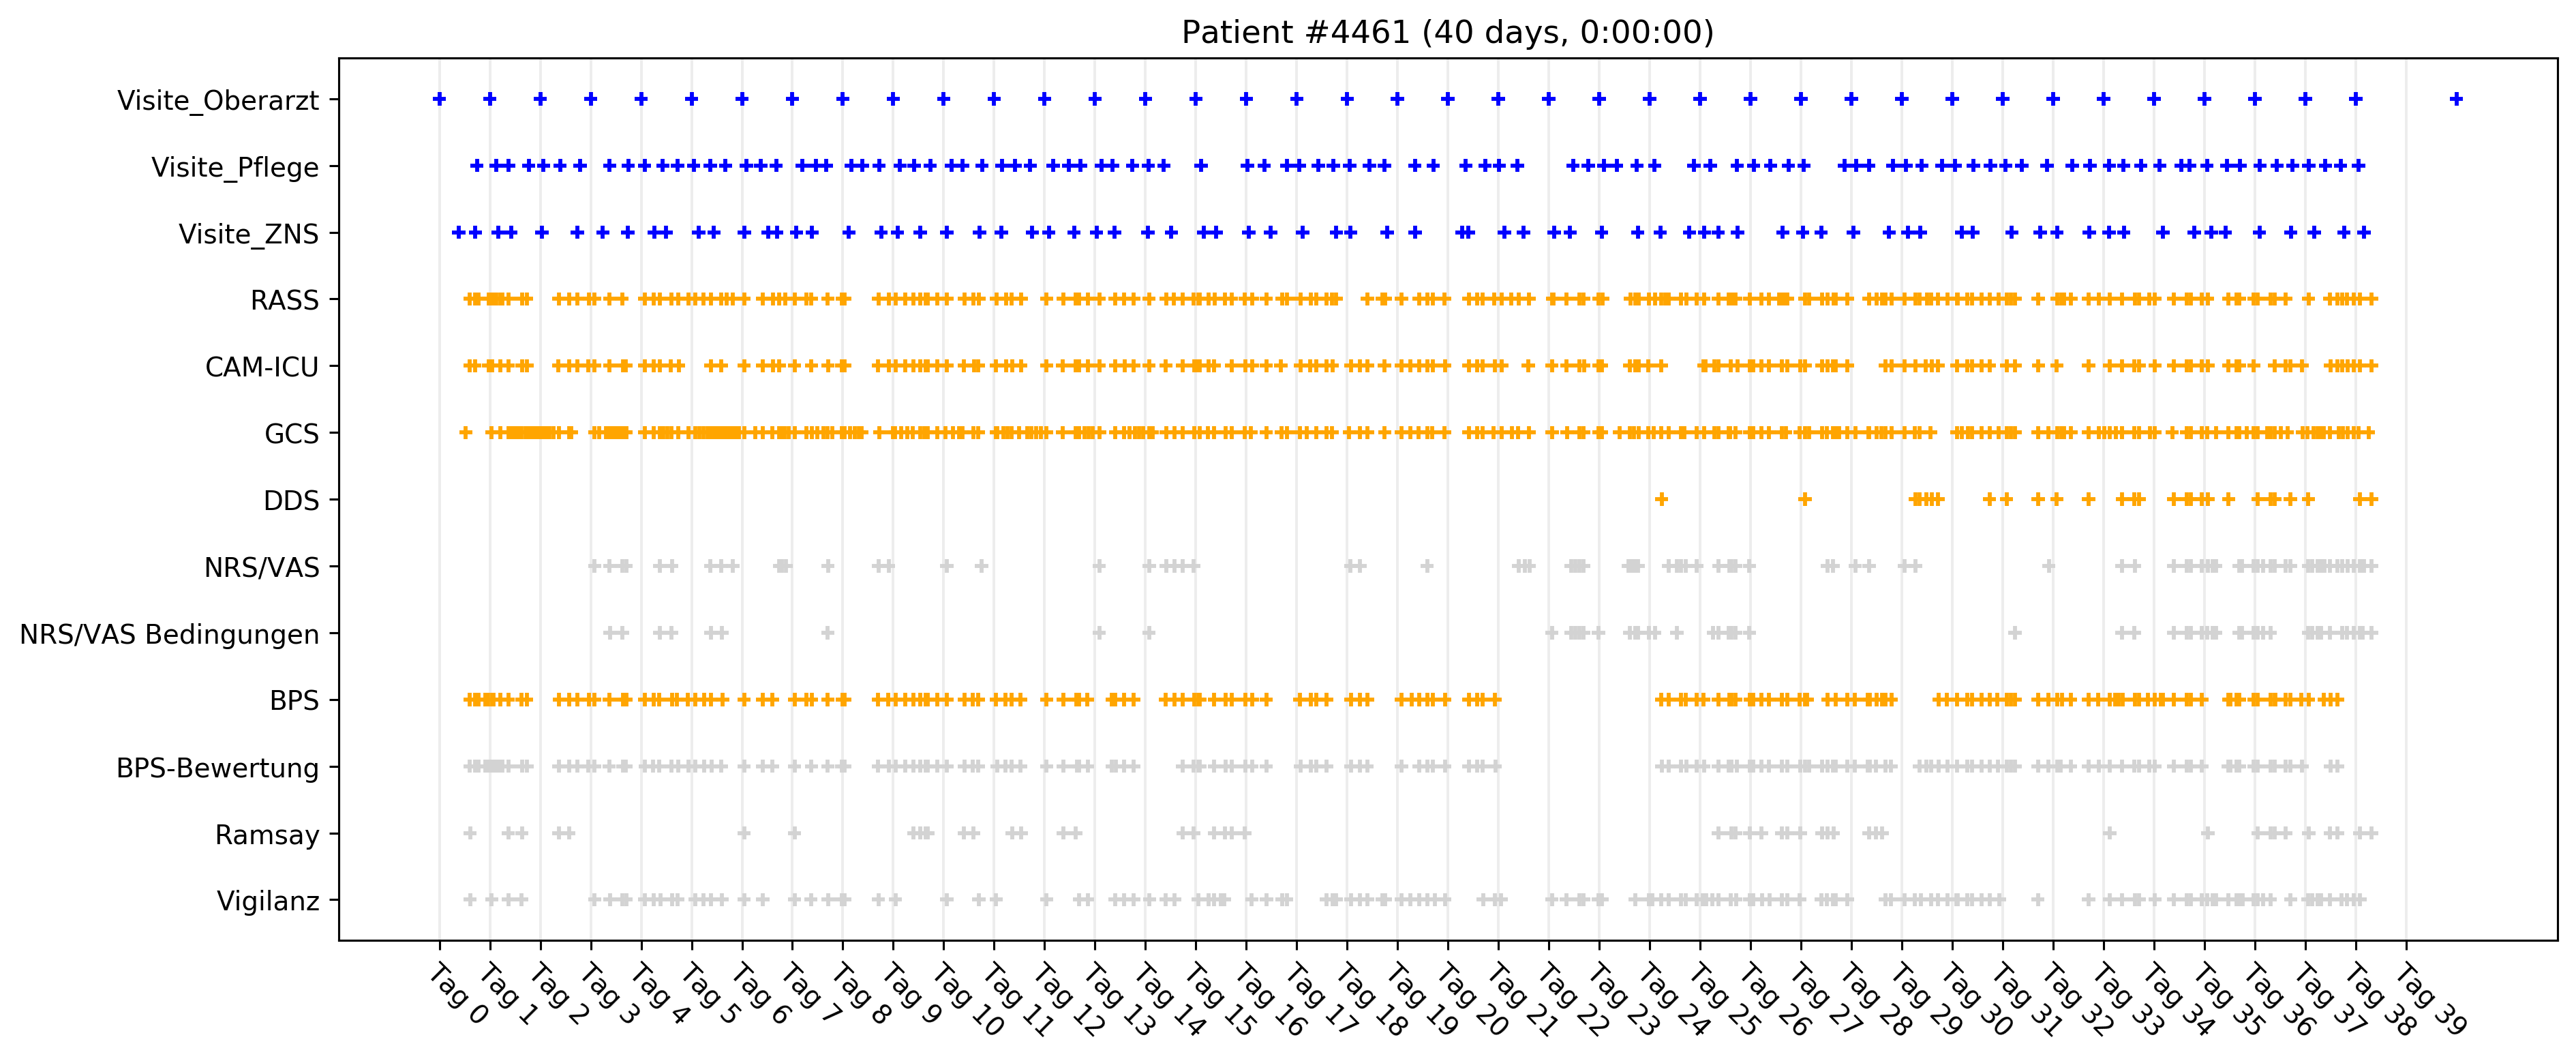 Patient #4461 (40 days, 0:00:00)
Visite_Oberarzt
Visite_Pflege
Visite_ZNS
RASS
CAM-ICU
GCS
DDS
NRS/VAS
NRS/VAS Bedingungen
BPS
BPS-Bewertung
Ramsay
Vigilanz
Tag 0
Tag 1
Tag 2
Tag 3
Tag 4
Tag 5
Tag 6
Tag 7
Tag 8
Tag 9
Tag 10
Tag 11
Tag 12
Tag 13
Tag 14
Tag 15
Tag 16
Tag 17
Tag 18
Tag 19
Tag 20
Tag 21
Tag 22
Tag 23
Tag 24
Tag 25
Tag 26
Tag 27
Tag 28
Tag 29
Tag 30
Tag 31
Tag 32
Tag 33
Tag 34
Tag 35
Tag 36
Tag 37
Tag 38
Tag 39